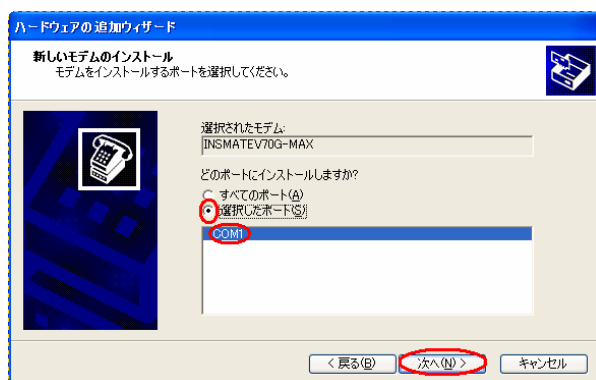 ハードウェアの追加ウィザード
新しいモデムのインストール
モデムをインストールするポートを選択してください。
選択されたモデム:
INSMATEV70G-MAX
どのポートにインストールしますか?
すべてのポート(A)
選択したポート(S)
COM1
< 戻る(B)
次へ(N) >
キャンセル